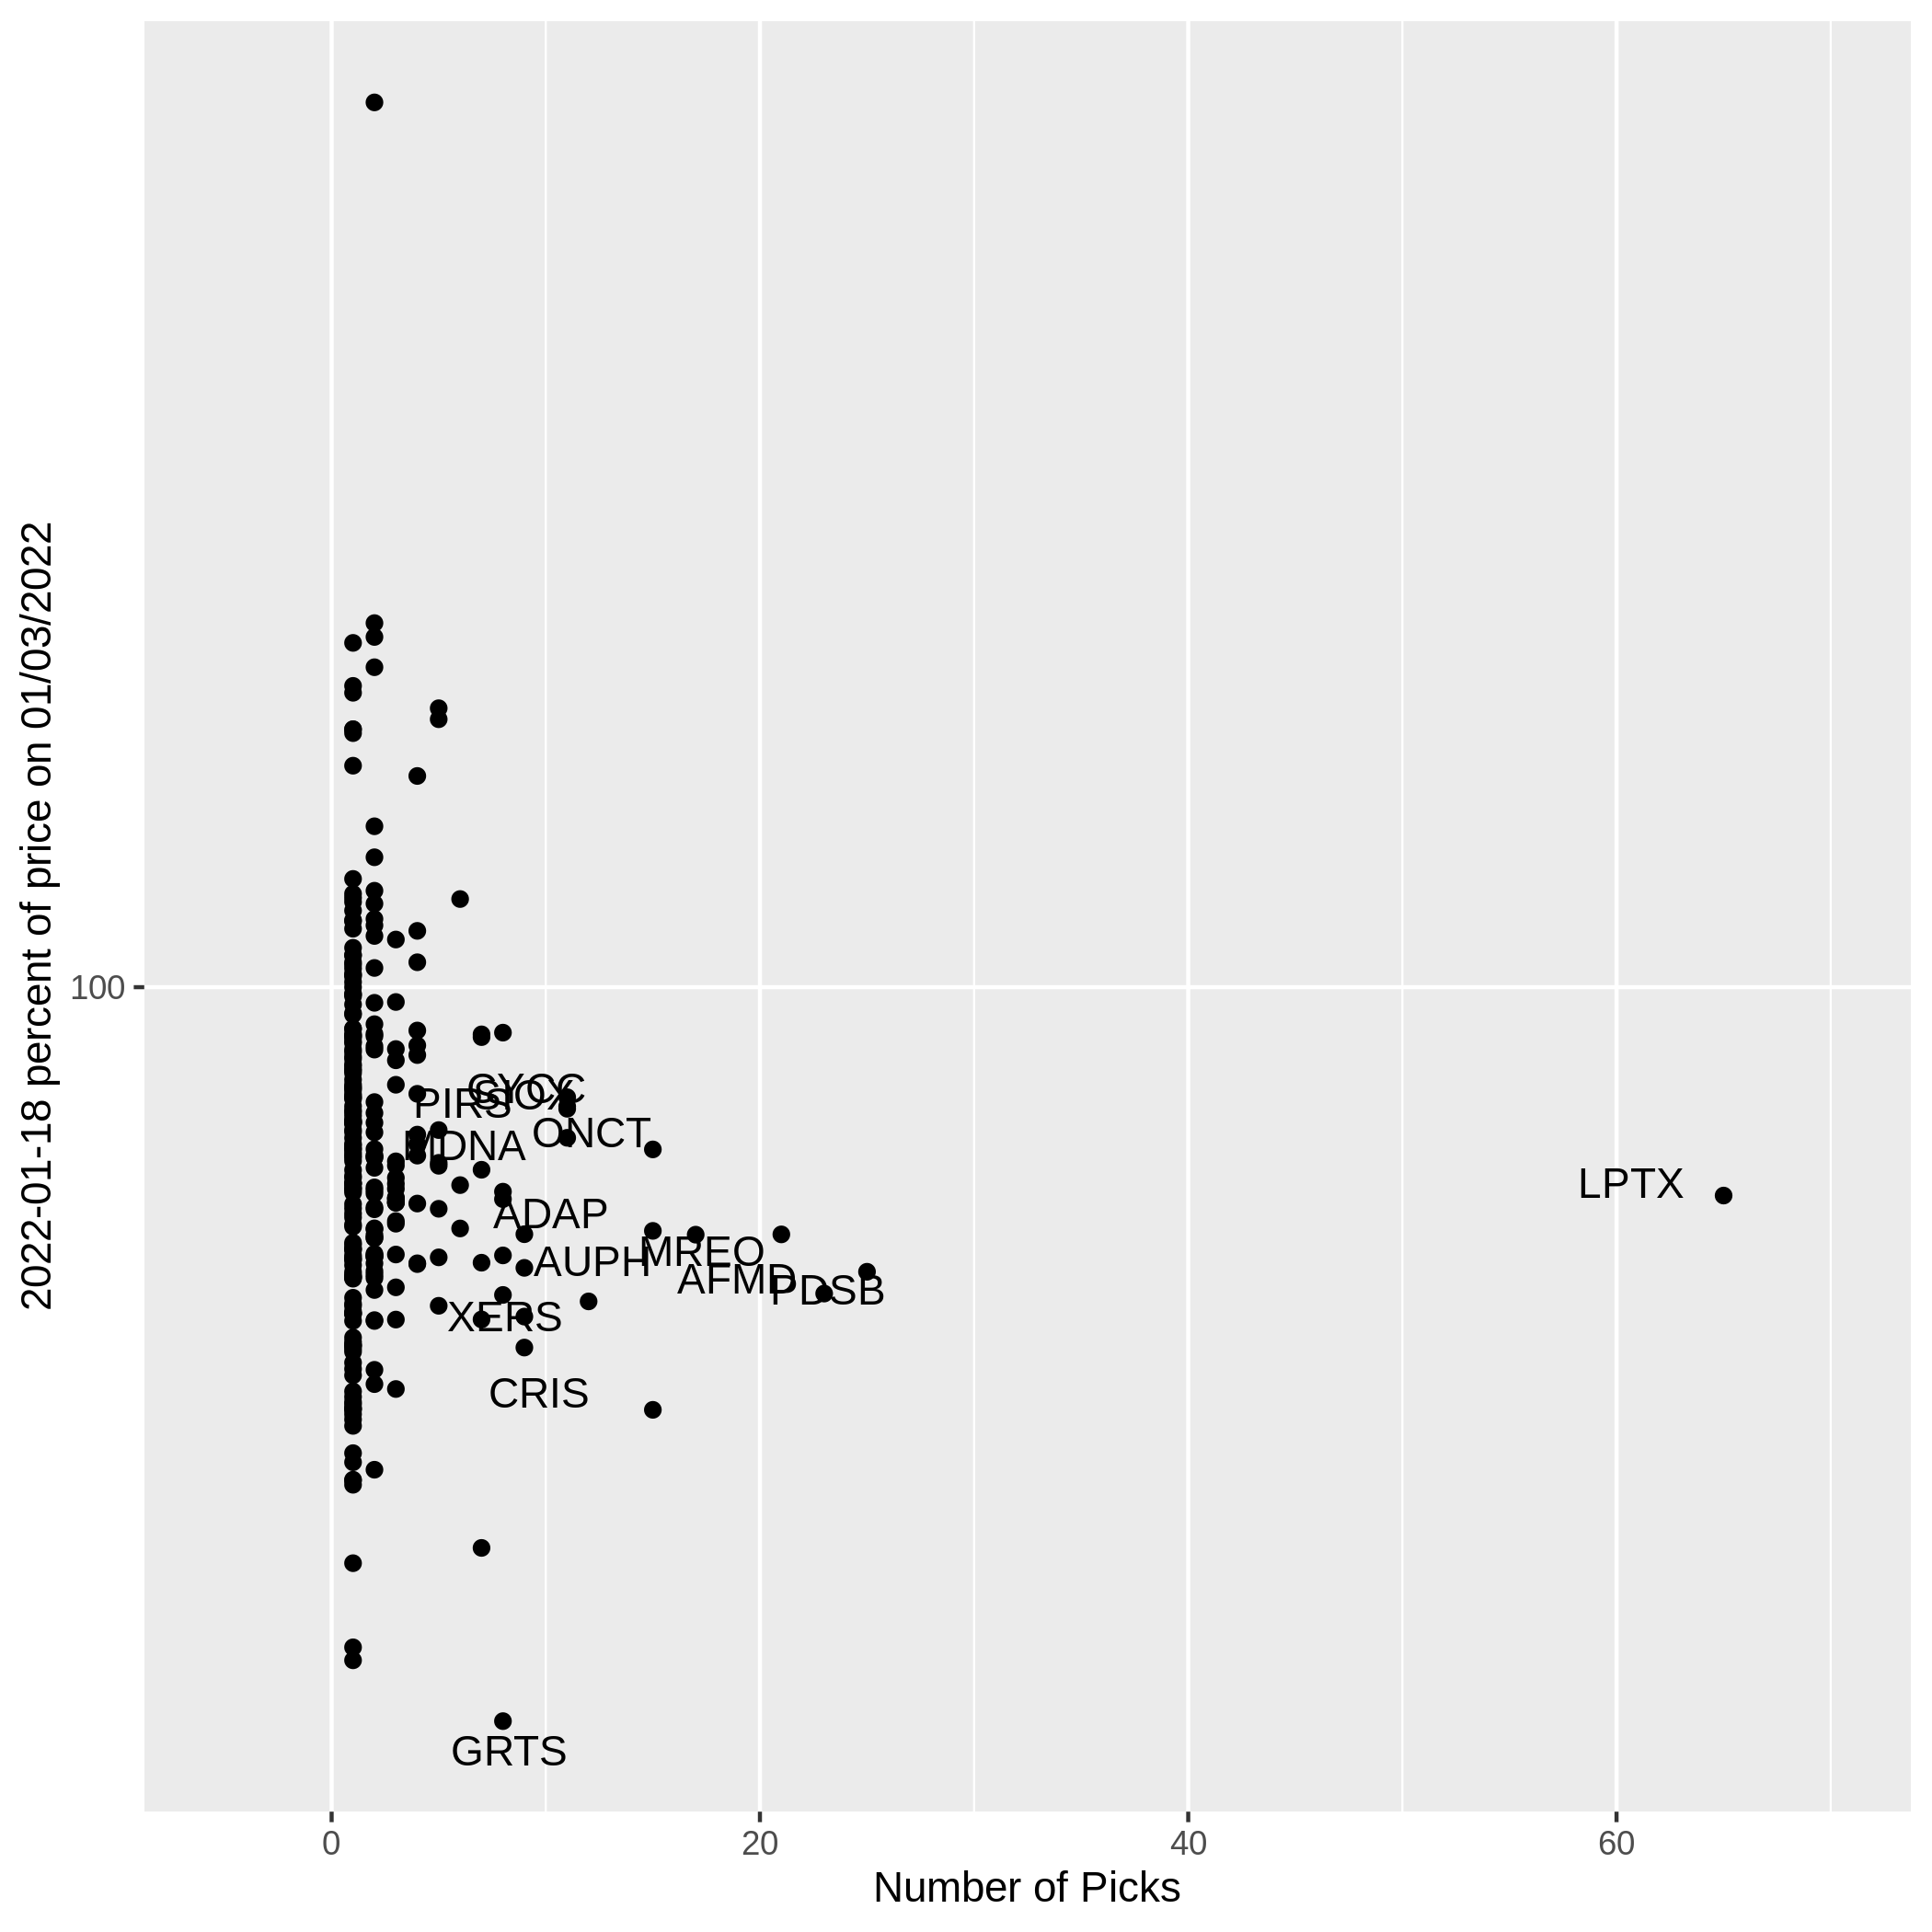 2022-01-18 percent of price on 01/03/2022
100
CYCC
PIRS
ONCT
MDNA
LPTX
ADAP
MREO
AUPH
AFMD
PDSB
XERS
CRIS
GRTS
0 20 40 60
Number of Picks